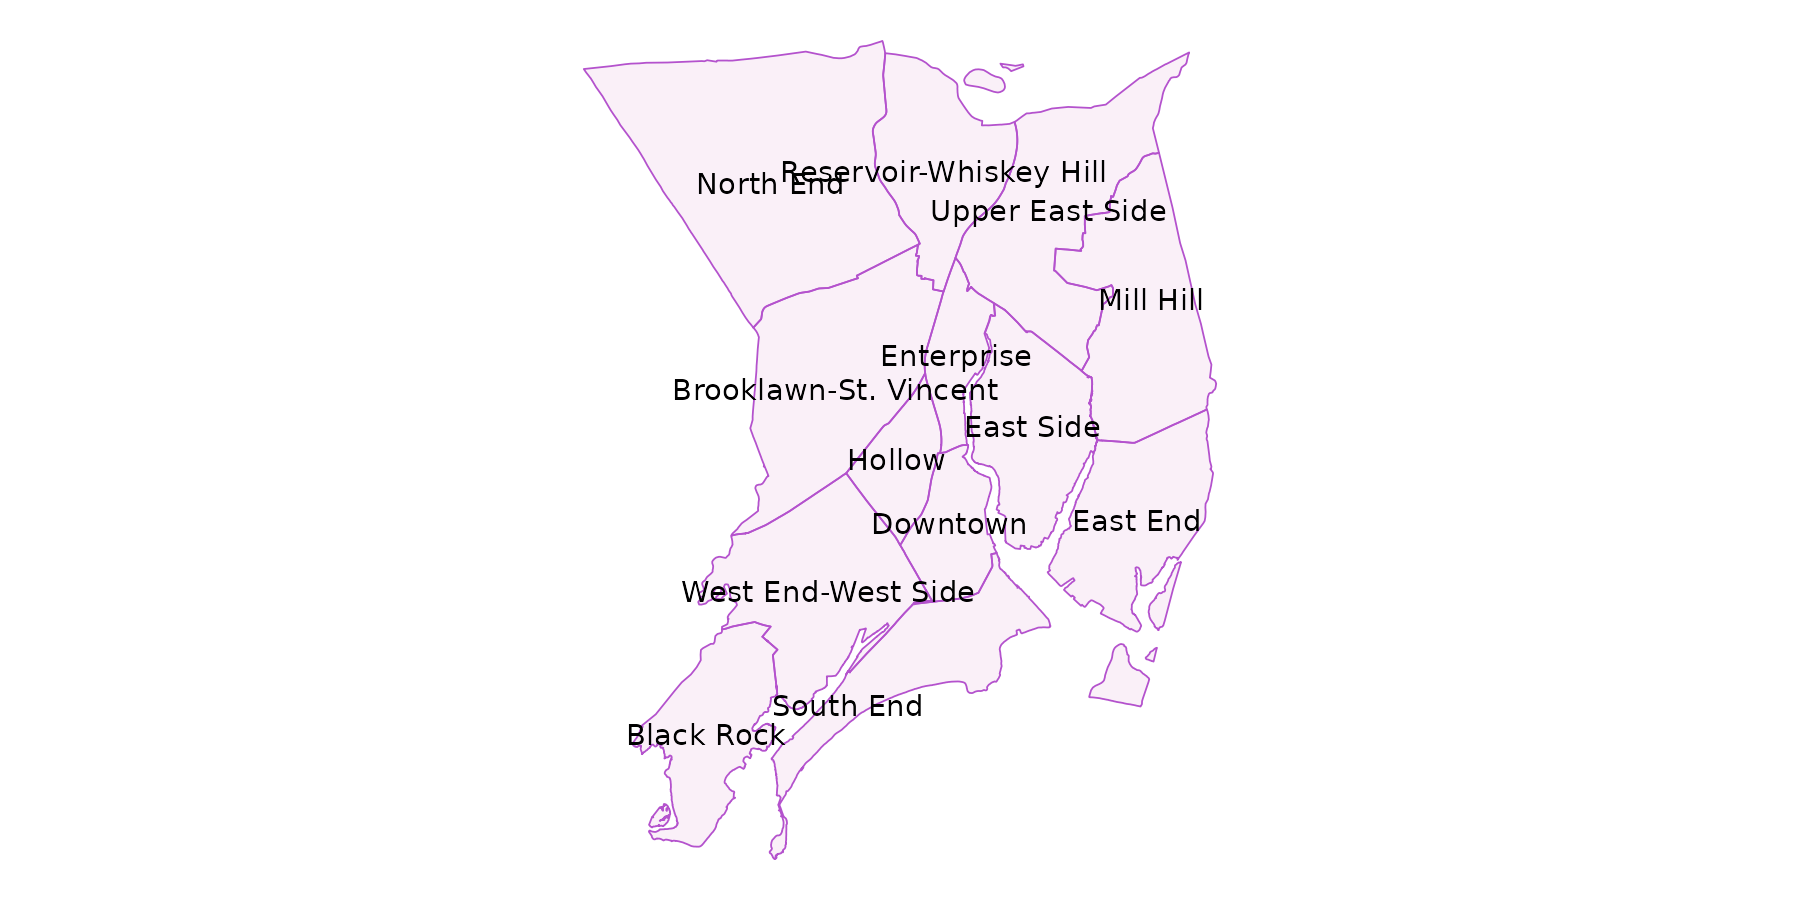 Reservoir-Whiskey Hill
North End
Upper East Side
Mill Hill
Enterprise
Brooklawn-St. Vincent
East Side
Hollow
East End
Downtown
West End-West Side
South End
Black Rock